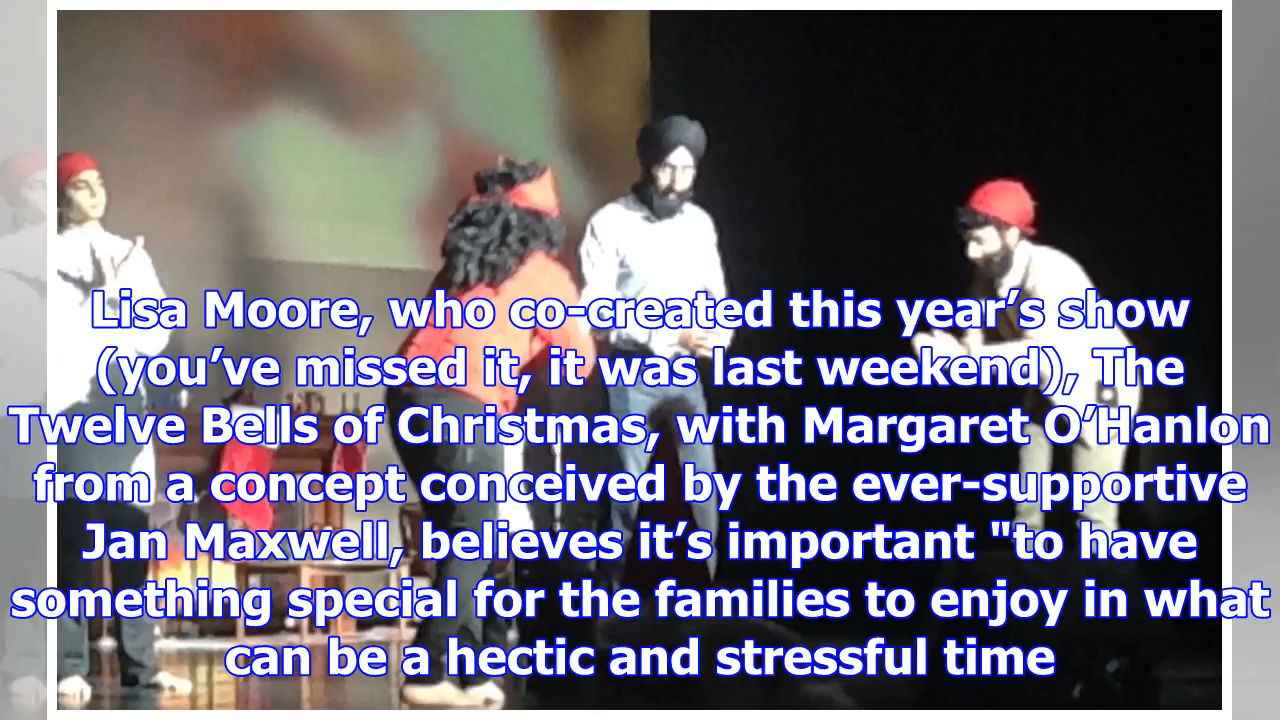 Lisa Moore, who co-created this year’s show
(you’ve missed it, it was last weekend), The
Twelve Bells of Christmas, with Margaret O’Hanlon
from a concept conceived by the ever-supportive
Jan Maxwell, believes it’s important "to have
something special for the families to enjoy in what
can be a hectic and stressful time